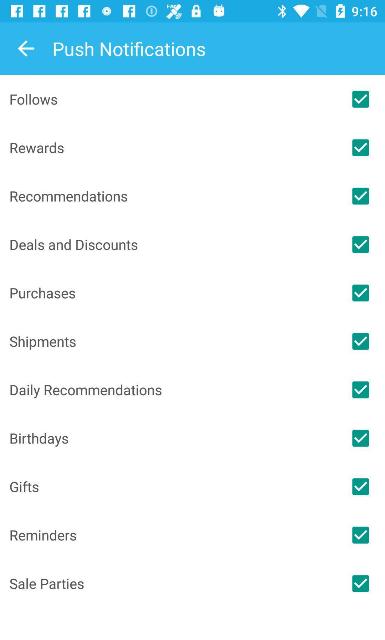 9:16
Push Notifications
Follows
Rewards
Recommendations
Deals and Discounts
Purchases
Shipments
Daily Recommendations
Birthdays
Gifts
Reminders
Sale Parties